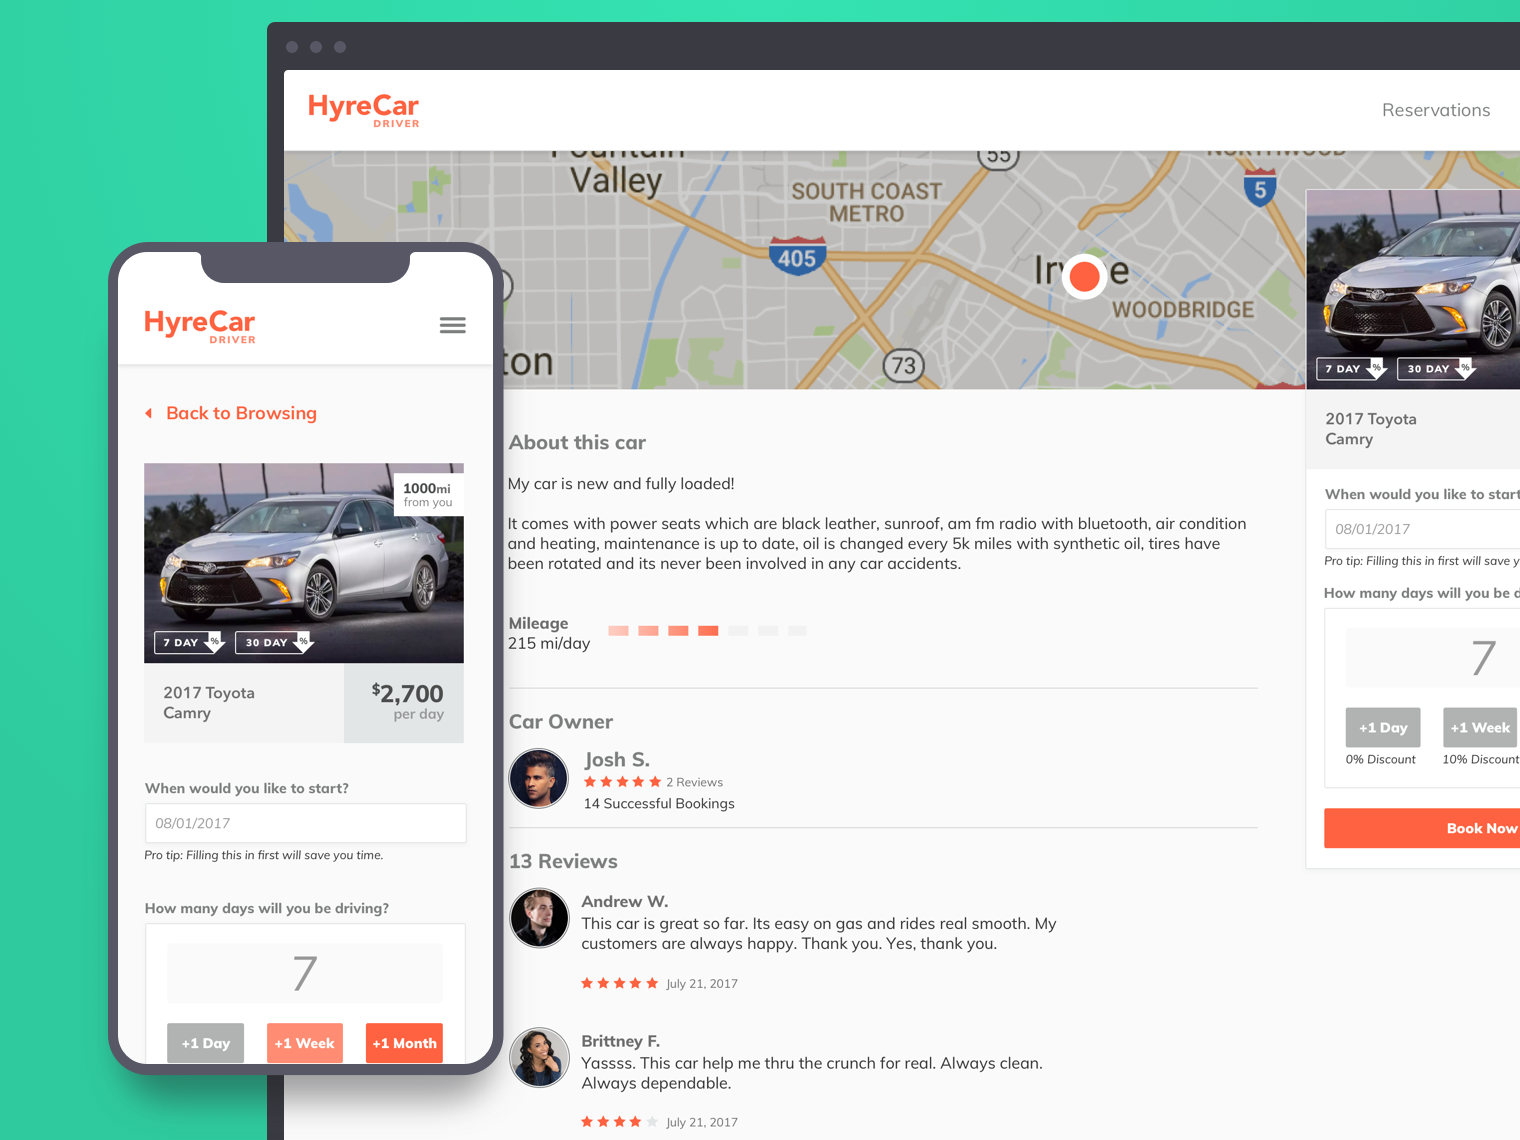 HyreCar
DRIVER
Reservations
Valley
SOUTH COAST
METRO
55
5
405
Irv e
WOODBRIDGE
73
ton
7 DAY %
30 DAY %
2017 Toyota
Camry
When would you like to start
08/01/2017
Pro tip: Filling this in first will save y
How many days will you be d
7
+1 Day
+1 Week
0% Discount
10% Discount
Book Now
About this car
My car is new and fully loaded!
It comes with power seats which are black leather, sunroof, am fm radio with bluetooth, air condition
and heating, maintenance is up to date, oil is changed every 5k miles with synthetic oil, tires have
been rotated and its never been involved in any car accidents.
Mileage
215 mi/day
Car Owner
Josh S.
2 Reviews
14 Successful Bookings
13 Reviews
Andrew W.
This car is great so far. Its easy on gas and rides real smooth. My
customers are always happy. Thank you. Yes, thank you.
July 21, 2017
Brittney F.
Yassss. This car help me thru the crunch for real. Always clean.
Always dependable.
July 21, 2017
HyreCar
DRIVER
Back to Browsing
1000mi
from you
7 DAY %
30 DAY %
2017 Toyota
Camry
$2,700
per day
When would you like to start?
08/01/2017
Pro tip: Filling this in first will save you time.
How many days will you be driving?
7
+1 Day
+1 Week
+1 Month